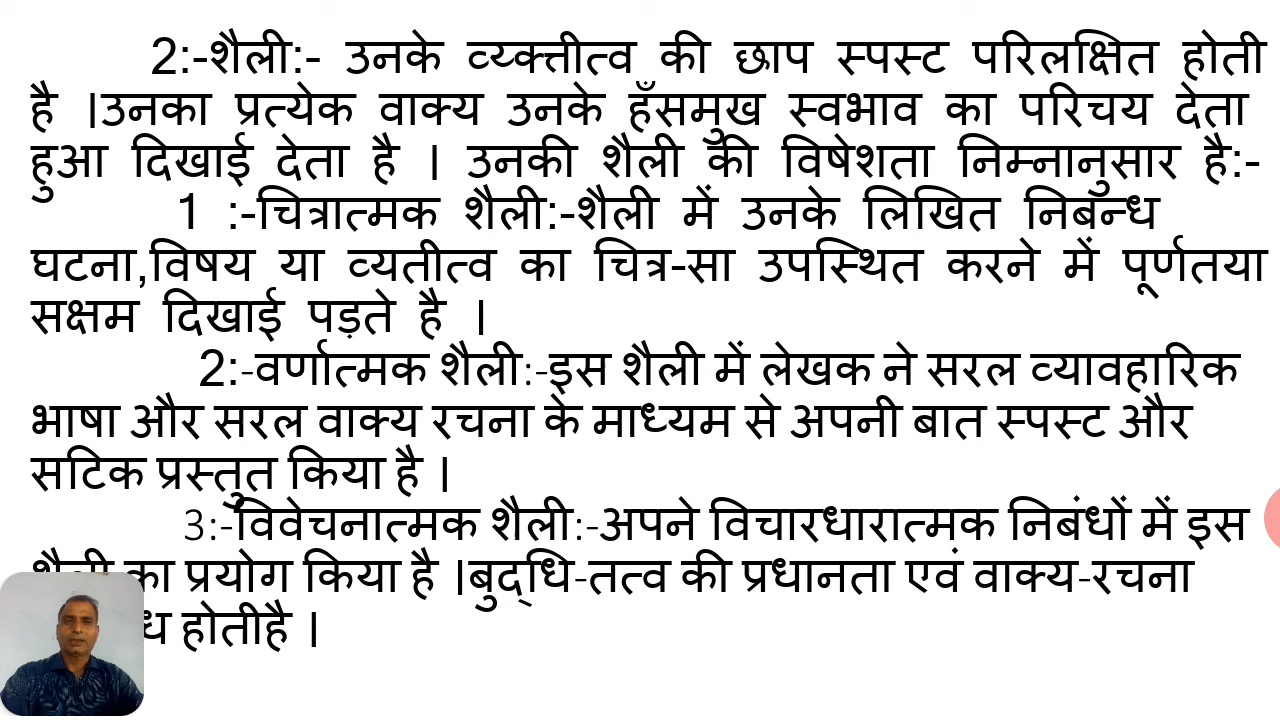 2:-शैली:- उनके व्य्क्तीत्व की छाप स्पस्ट परिलक्षित होती
है ।उनका प्रत्येक वाक्य उनके हँसमुख स्वभाव का परिचय देता
हुआ दिखाई देता है । उनकी शैली की विषेशता निम्नानुसार है:-
1 :-चित्रात्मक शैली:-शैली में उनके लिखित निबन्ध
घटना,विषय या व्यतीत्व का चित्र-सा उपस्थित करने में पूर्णतया
सक्षम दिखाई पड़ते है ।
2:-वर्णात्मक शैली:-इस शैली में लेखक ने सरल व्यावहारिक
भाषा और सरल वाक्य रचना के माध्यम से अपनी बात स्पस्ट और
सटिक प्रस्तुत किया है ।
3:-विवेचनात्मक शैली:-अपने विचारधारात्मक निबंधों में इस
शैली का प्रयोग किया है ।बुद्धि-तत्व की प्रधानता एवं वाक्य-रचना
होतीहै ।